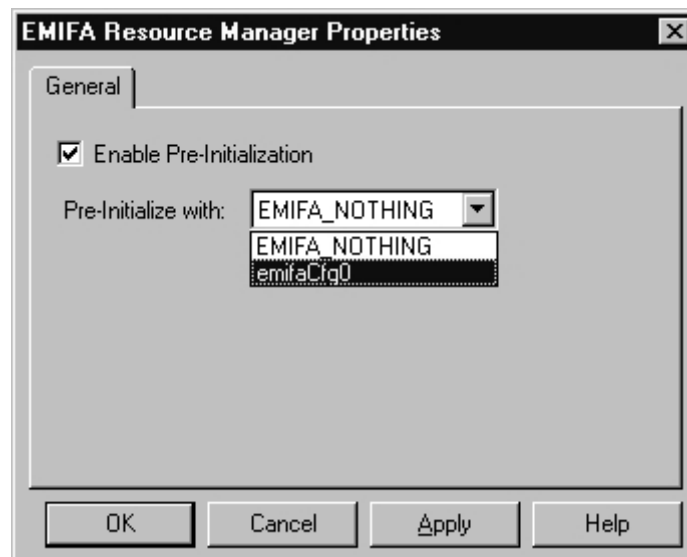 EMIFA Resource Manager Properties
General
Enable Pre-Initialization
Pre-Initialize with: EMIFA_NOTHING
EMIFA_NOTHING
emifaCfg0
OK Cancel Apply Help